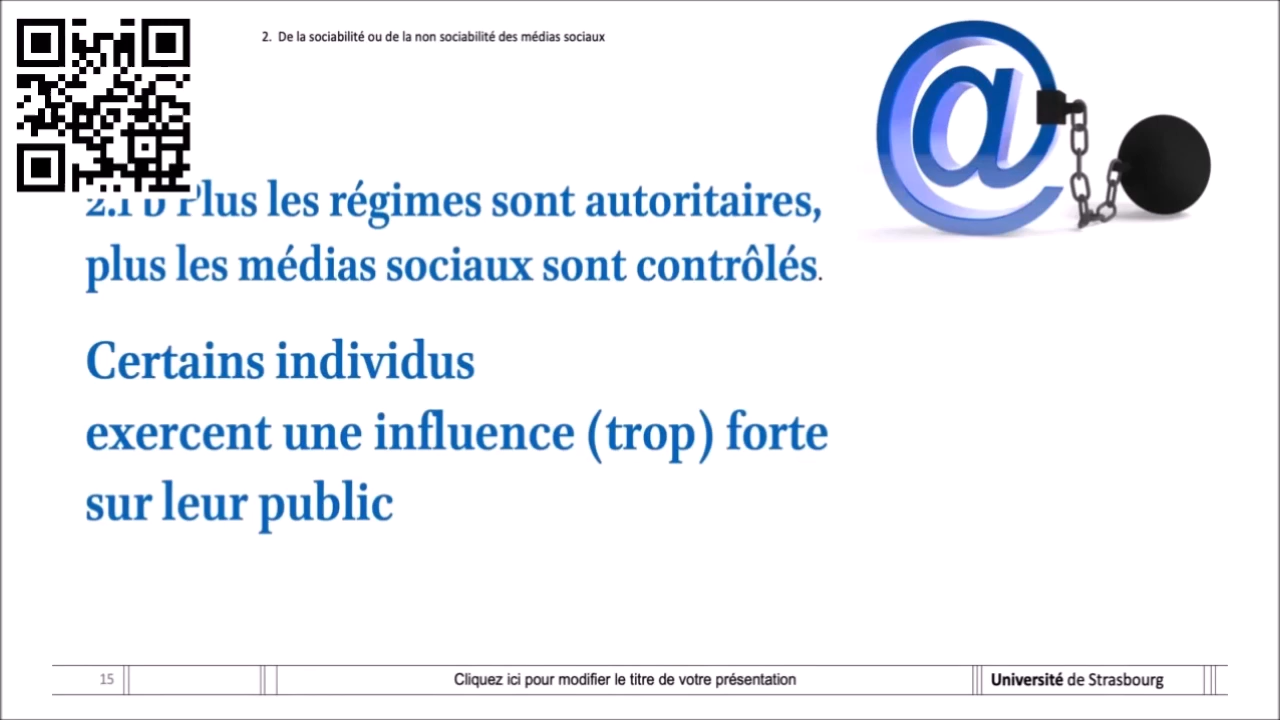 2. De la sociabilité ou de la non sociabilité des médias sociaux
2.1 b Plus les régimes sont autoritaires,
plus les médias sociaux sont contrôlés.
Certains individus
exercent une influence (trop) forte
sur leur public
15
Cliquez ici pour modifier le titre de votre présentation
Université de Strasbourg